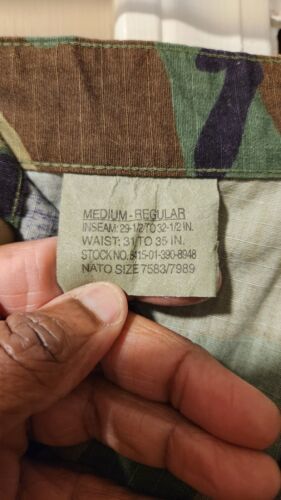 MEDIUM-REGULAR
INSEAM: 29-1/2 TO 32-1/2 IN.
WAIST: 31 TO 35 IN.
STOCK NO. 8415-01-390-8948
NATO SIZE 7583/7989